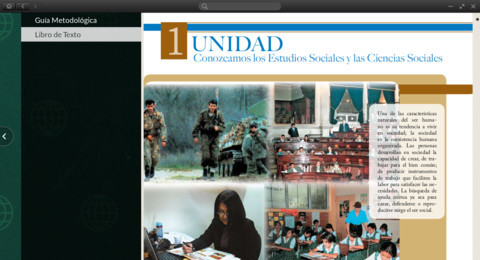 Guía Metodológica
Libro de Texto
1 UNIDAD
Conozcamos los Estudios Sociales y las Ciencias Sociales
Una de las características
naturales del ser huma-
no es su tendencia a vivir
en sociedad; la sociedad
es la convivencia humana
organizada. Las personas
desarrollan en sociedad la
capacidad de crear, de tra-
bajar para el bien común;
de producir instrumentos
de trabajo que faciliten la
labor para satisfacer las ne-
cesidades. La búsqueda de
ayuda mutua ya sea para
cazar, defenderse o repro-
ducirse surge el ser social.